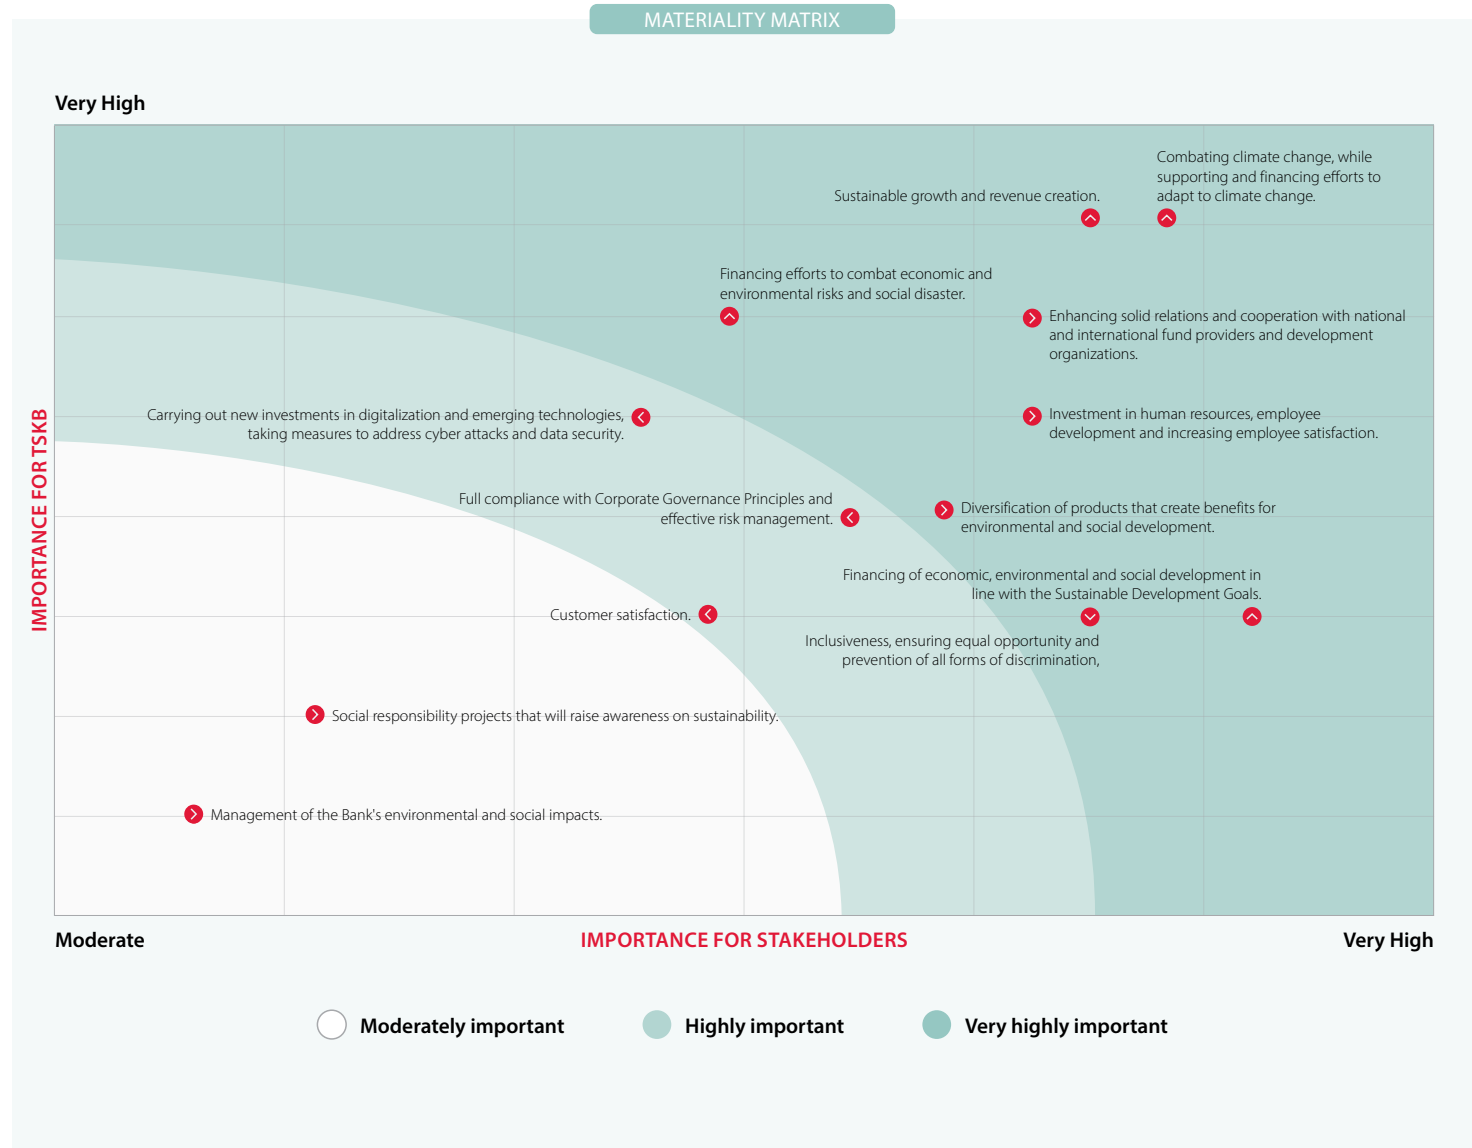 MATERIALITY MATRIX
Very High
Combating climate change, while
supporting and financing efforts to
adapt to climate change.
Sustainable growth and revenue creation.
Financing efforts to combat economic and
environmental risks and social disaster.
Enhancing solid relations and cooperation with national
and international fund providers and development
organizations.
Carrying out new investments in digitalization and emerging technologies,
taking measures to address cyber attacks and data security.
Investment in human resources, employee
development and increasing employee satisfaction.
Full compliance with Corporate Governance Principles and
effective risk management.
Diversification of products that create benefits for
environmental and social development.
Financing of economic, environmental and social development in
line with the Sustainable Development Goals.
Customer satisfaction.
Inclusiveness, ensuring equal opportunity and
prevention of all forms of discrimination,
Social responsibility projects that will raise awareness on sustainability.
Management of the Bank's environmental and social impacts.
IMPORTANCE FOR TSKB
Moderate
IMPORTANCE FOR STAKEHOLDERS
Very High
Moderately important
Highly important
Very highly important